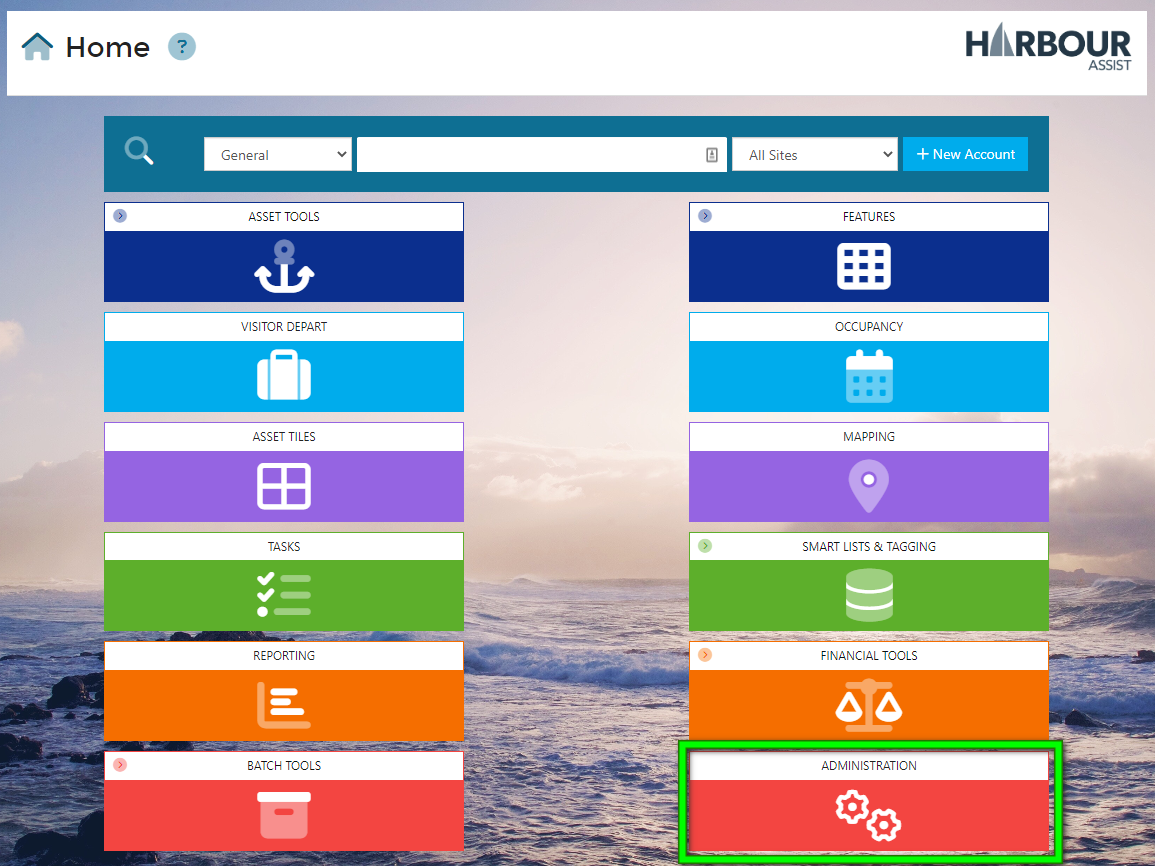 Home ?
HARBOUR
ASSIST
General
All Sites
+ New Account
ASSET TOOLS
FEATURES
VISITOR DEPART
OCCUPANCY
ASSET TILES
MAPPING
TASKS
SMART LISTS & TAGGING
REPORTING
FINANCIAL TOOLS
BATCH TOOLS
ADMINISTRATION